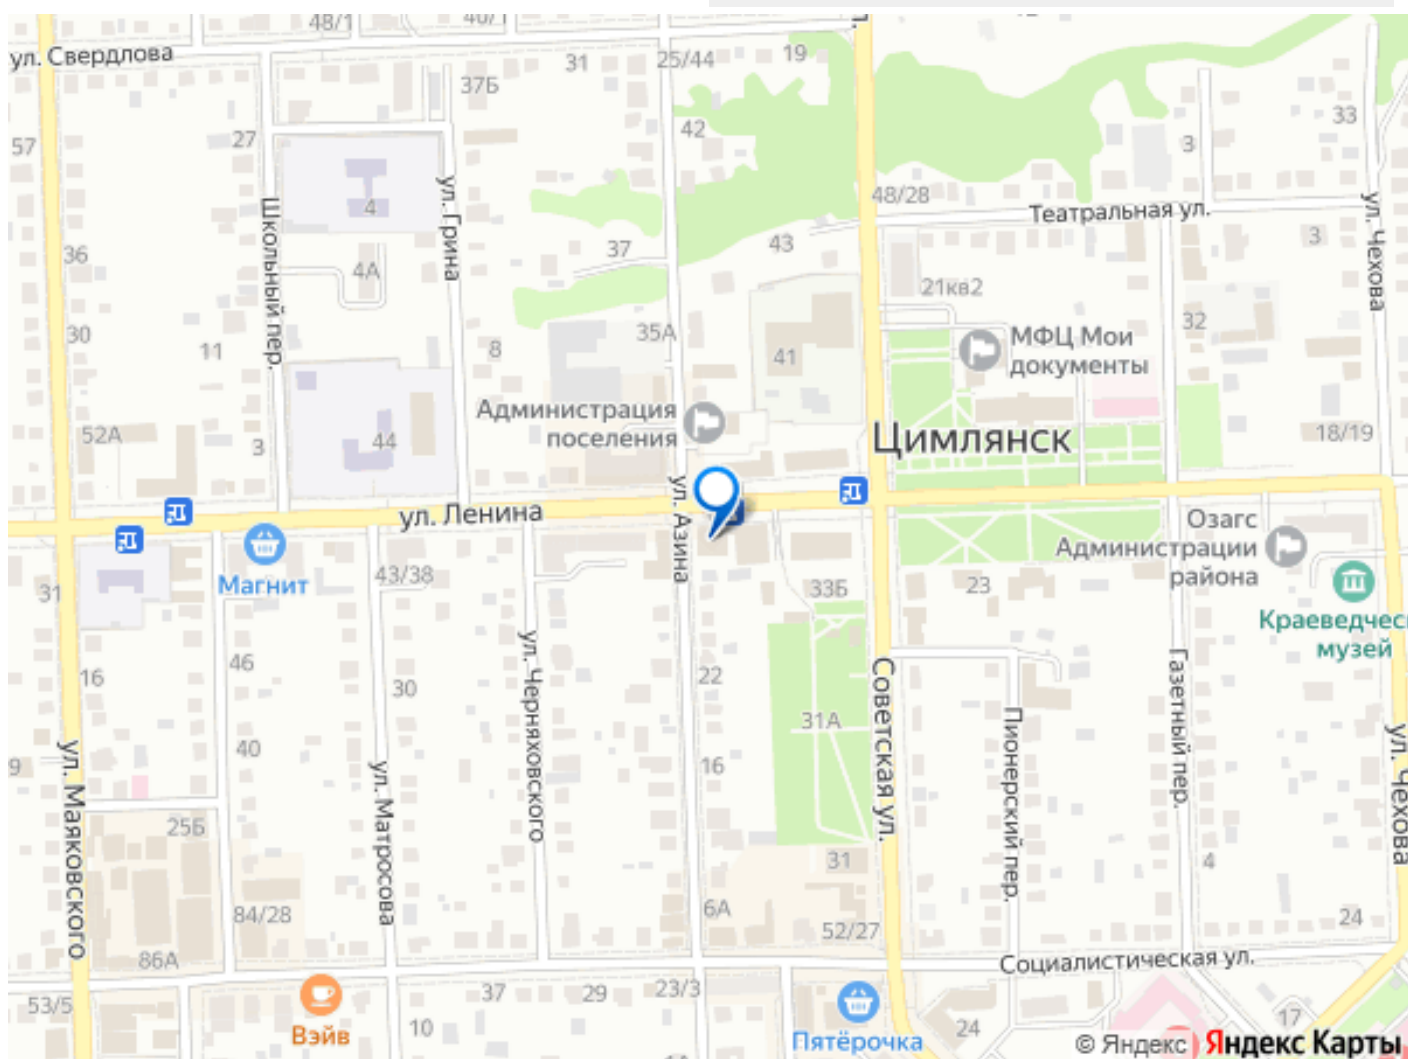 48/1
40/1
ул. Свердлова
31
25/44
19
37Б
33
57
27
42
3
4
ул. Грина
48/28
Театральная ул.
ул. Чехова
Школьный пер.
36
4А
37
43
3
21кв2
30
11
8
35А
41
МФЦ Мои
документы
32
Администрация
поселения
52А
3
44
Цимлянск
18/19
ул. Ленина
ул. Азина
Озагс
Администрации
района
Магнит
43/38
31
33Б
23
Краеведчес
музей
16
46
30
ул. Черняховского
22
31А
Советская ул.
Пионерский пер.
Газетный пер.
ул. Чехова
9
40
16
ул. Маяковского
ул. Матросова
25Б
31
4
84/28
6А
52/27
24
86А
Социалистическая ул.
53/5
37
29
23/3
Вэйв
10
Пятёрочка
24
17
© Яндекс Яндекс Карты